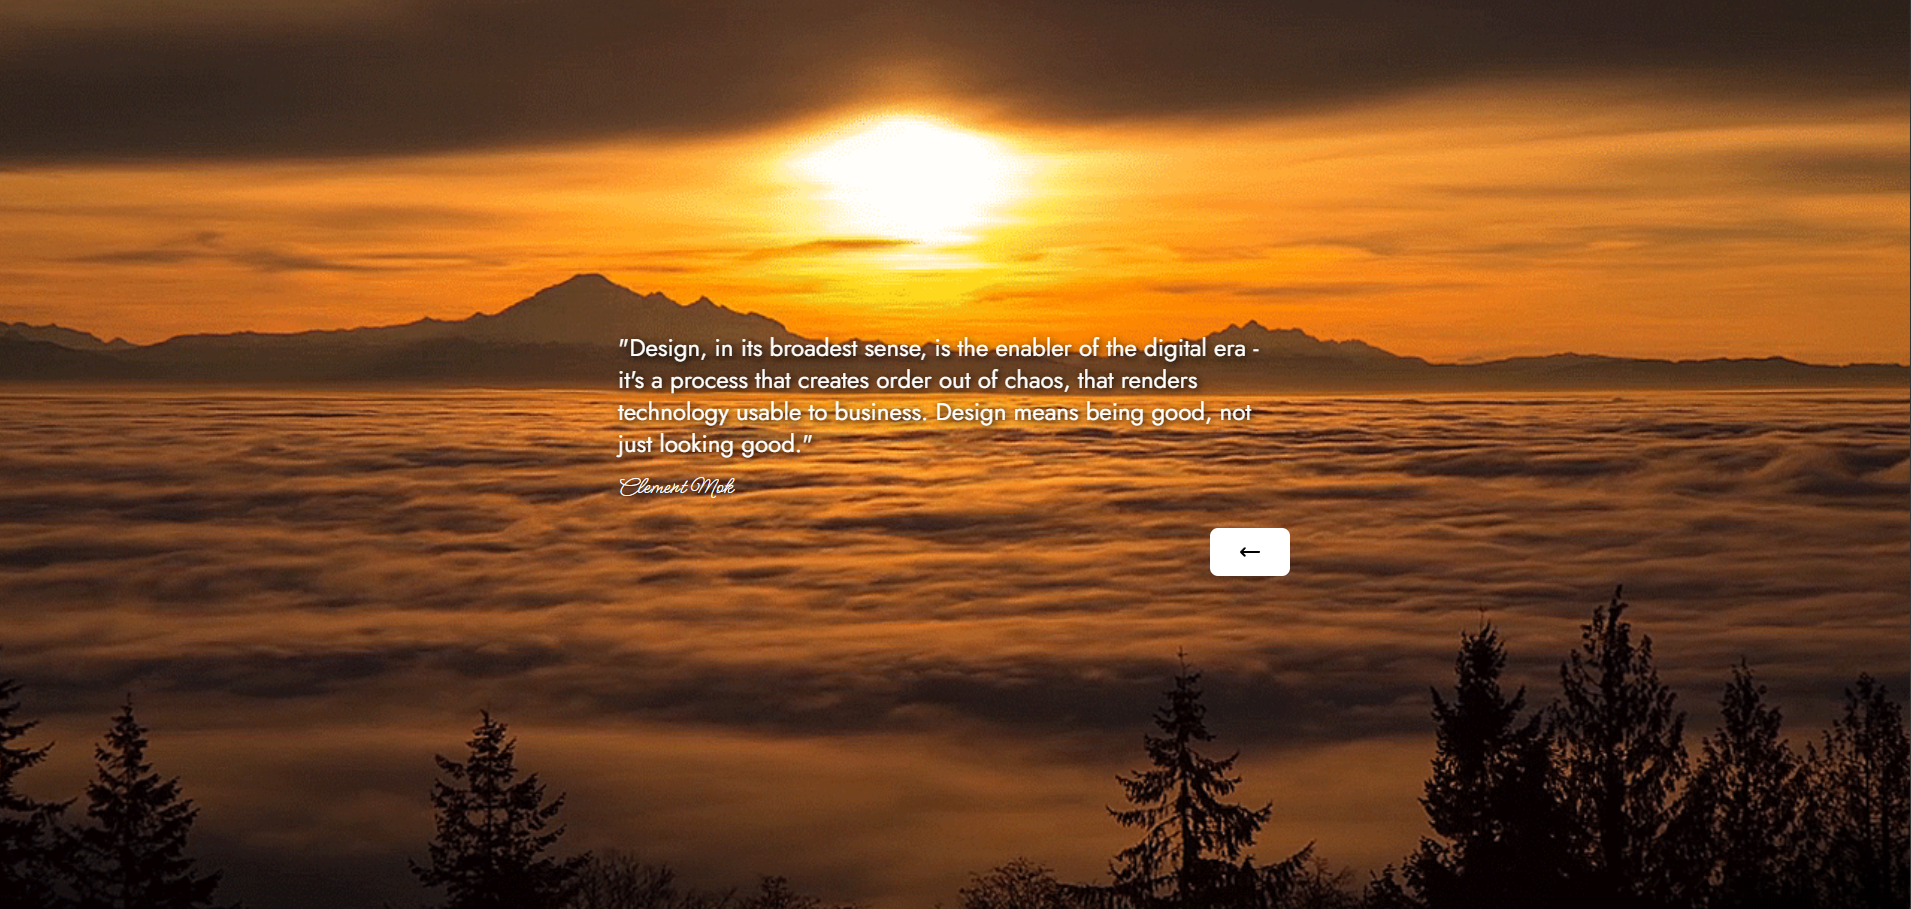 "Design, in its broadest sense, is the enabler of the digital era -
it's a process that creates order out of chaos, that renders
technology usable to business. Design means being good, not
just looking good."
Clement Mok